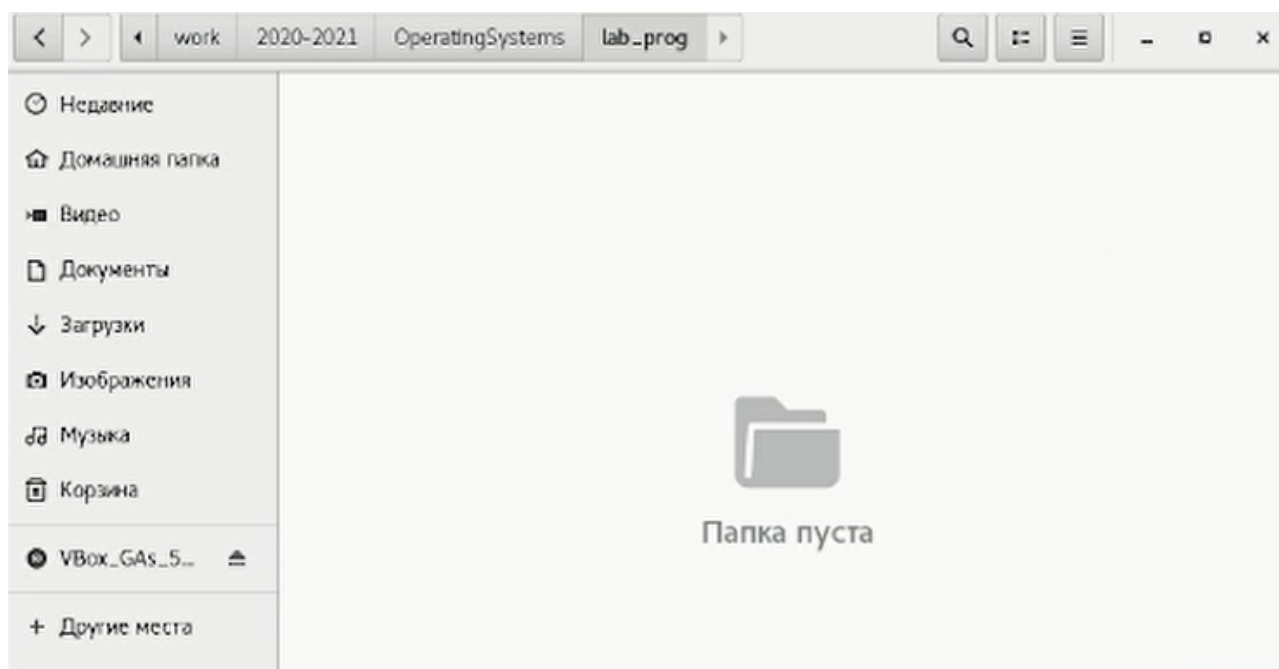 work 2020-2021 OperatingSystems lab_prog
Недавние
Домашняя папка
Видео
Документы
Загрузки
Изображения
Музыка
Корзина
VBox_GAs_5...
Другие места
Папка пуста